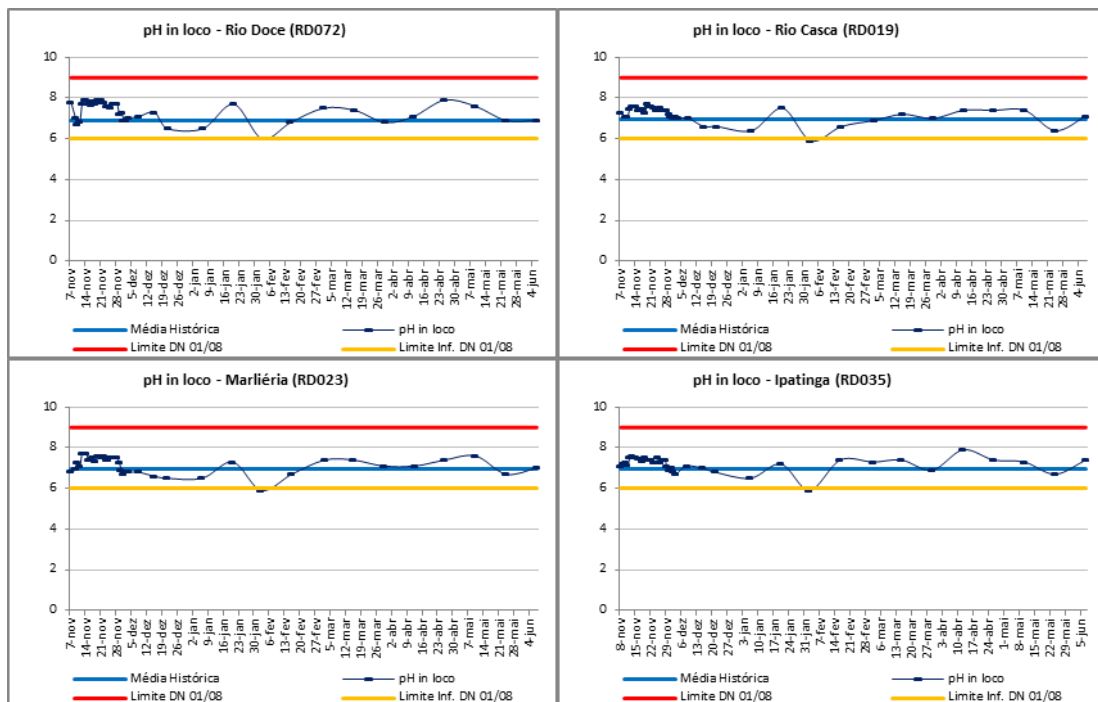 pH in loco - Rio Doce (RD072)
10
8
6
4
2
0
7-nov 14-nov 21-nov 28-nov 5-dez 12-dez 19-dez 26-dez 2-jan 9-jan 16-jan 23-jan 30-jan 6-fev 13-fev 20-fev 27-fev 5-mar 12-mar 19-mar 26-mar 2-abr 9-abr 16-abr 23-abr 30-abr 7-mai 14-mai 21-mai 28-mai 4-jun
Média Histórica pH in loco
Limite DN 01/08 Limite Inf. DN 01/08
pH in loco - Rio Casca (RD019)
10
8
6
4
2
0
7-nov 14-nov 21-nov 29-nov 5-dez 12-dez 19-dez 26-dez 2-jan 9-jan 16-jan 23-jan 30-jan 6-fev 13-fev 20-fev 27-fev 5-mar 12-mar 19-mar 26-mar 2-abr 9-abr 16-abr 23-abr 30-abr 7-mai 14-mai 21-mai 28-mai 4-jun
Média Histórica pH in loco
Limite DN 01/08 Limite Inf. DN 01/08
pH in loco - Marliéria (RD023)
10
8
6
4
2
0
7-nov 14-nov 21-nov 28-nov 5-dez 12-dez 19-dez 26-dez 2-jan 9-jan 16-jan 23-jan 30-jan 6-fev 13-fev 20-fev 27-fev 5-mar 12-mar 19-mar 26-mar 2-abr 9-abr 16-abr 23-abr 30-abr 7-mai 14-mai 21-mai 28-mai 4-jun
Média Histórica pH in loco
Limite DN 01/08 Limite Inf. DN 01/08
pH in loco - Ipatinga (RD035)
10
8
6
4
2
0
8-nov 15-nov 22-nov 29-nov 6-dez 13-dez 20-dez 27-dez 3-jan 10-jan 17-jan 24-jan 31-jan 7-fev 14-fev 21-fev 28-fev 6-mar 13-mar 20-mar 27-mar 3-abr 10-abr 17-abr 24-abr 1-mai 8-mai 15-mai 22-mai 29-mai 5-jun
Média Histórica pH in loco
Limite DN 01/08 Limite Inf. DN 01/08